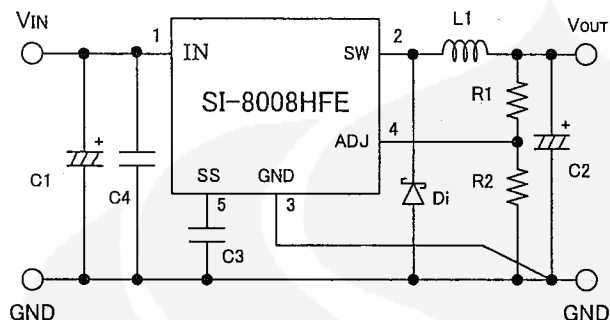 VIN
1
IN
SW
2
L1
VOUT
SI-8008HFE
R1
ADJ
4
C1
C4
SS
GND
R2
C2
5
3
Di
C3
GND
GND
+
+